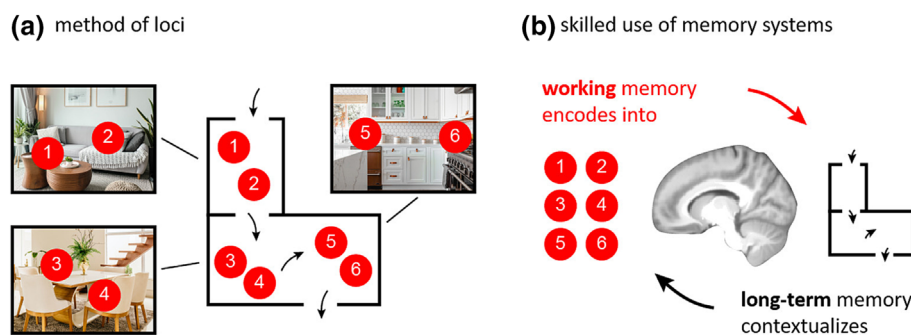 (a) method of loci
1
2
3
4
1
2
3
4
5
6
5
6
(b) skilled use of memory systems
working memory
encodes into
1 2
3 4
5 6
long-term memory
contextualizes